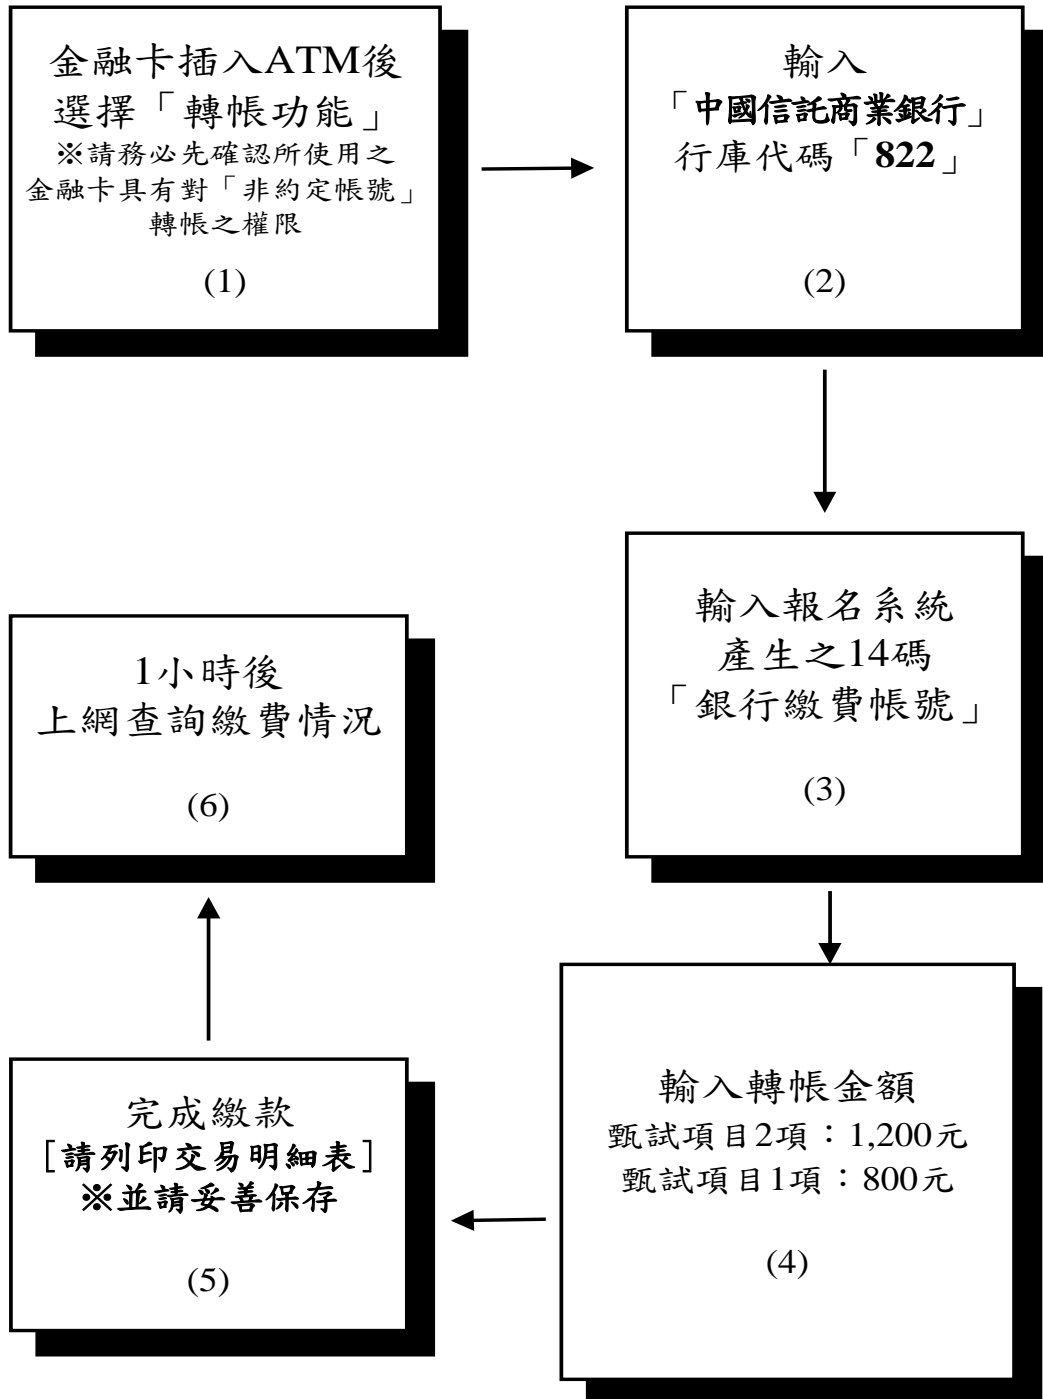 金融卡插入ATM後
選擇「轉帳功能」
※請務必先確認所使用之
金融卡具有對「非約定帳號」
轉帳之權限
(1)
輸入
「中國信託商業銀行」
行庫代碼「822」
(2)
輸入報名系統
產生之14碼
「銀行繳費帳號」
(3)
輸入轉帳金額
甄試項目2項：1,200元
甄試項目1項：800元
(4)
完成繳款
[請列印交易明細表]
※並請妥善保存
(5)
1小時後
上網查詢繳費情況
(6)